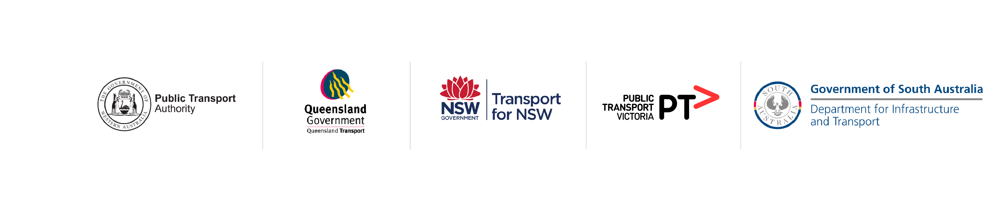 THE GOVERNMENT OF
WESTERN AUSTRALIA
Public Transport
Authority
Queensland
Government
Queensland Transport
NSW
GOVERNMENT
Transport
for NSW
PUBLIC
TRANSPORT
VICTORIA
PT
SOUTH
AUSTRALIA
Government of South Australia
Department for Infrastructure
and Transport